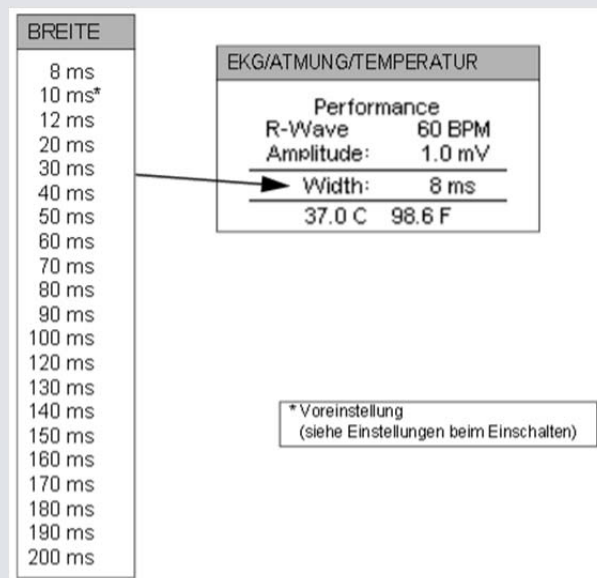 BREITE
8 ms
10 ms*
12 ms
20 ms
30 ms
40 ms
50 ms
60 ms
70 ms
80 ms
90 ms
100 ms
120 ms
130 ms
140 ms
150 ms
160 ms
170 ms
180 ms
190 ms
200 ms
EKG/ATMUNG/TEMPERATUR
Performance
R-Wave 60 BPM
Amplitude: 1.0 mV
Width: 8 ms
37.0 C 98.6 F
* Voreinstellung
(siehe Einstellungen beim Einschalten)